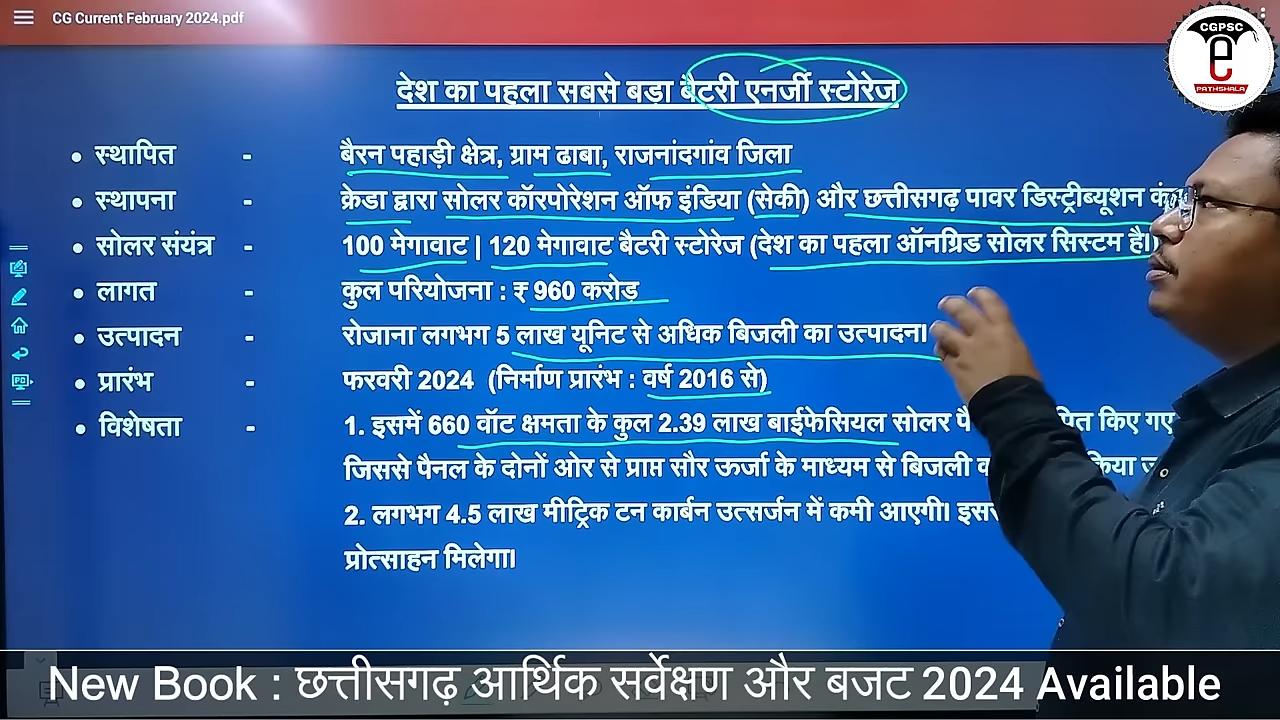 CG Current February 2024.pdf
CGPSC
e
PATHSHALA
देश का पहला सबसे बडा बैटरी एनर्जी स्टोरेज
• स्थापित - बैरन पहाड़ी क्षेत्र, ग्राम ढाबा, राजनांदगांव जिला
• स्थापना - क्रेडा द्वारा सोलर कॉरपोरेशन ऑफ इंडिया (सेकी) और छत्तीसगढ़ पावर डिस्ट्रीब्यूशन
• सोलर संयंत्र - 100 मेगावाट | 120 मेगावाट बैटरी स्टोरेज (देश का पहला ऑनग्रिड सोलर सिस्टम है।)
• लागत - कुल परियोजना : ₹ 960 करोड़
• उत्पादन - रोजाना लगभग 5 लाख यूनिट से अधिक बिजली का उत्पादन।
• प्रारंभ - फरवरी 2024 (निर्माण प्रारंभ : वर्ष 2016 से)
• विशेषता - 1. इसमें 660 वॉट क्षमता के कुल 2.39 लाख बाईफेसियल सोलर किए गए
जिससे पैनल के दोनों ओर से प्राप्त सौर ऊर्जा के माध्यम से बिजली
2. लगभग 4.5 लाख मीट्रिक टन कार्बन उत्सर्जन में कमी आएगी।
प्रोत्साहन मिलेगा।
New Book : छत्तीसगढ़ आर्थिक सर्वेक्षण और बजट 2024 Available